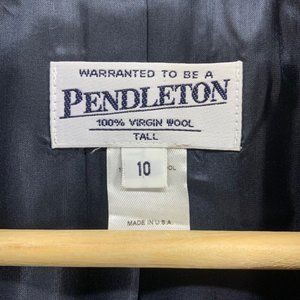 WARRANTED TO BE A
PENDLETON
100% VIRGIN WOOL
TALL
10
MADE IN U.S.A.